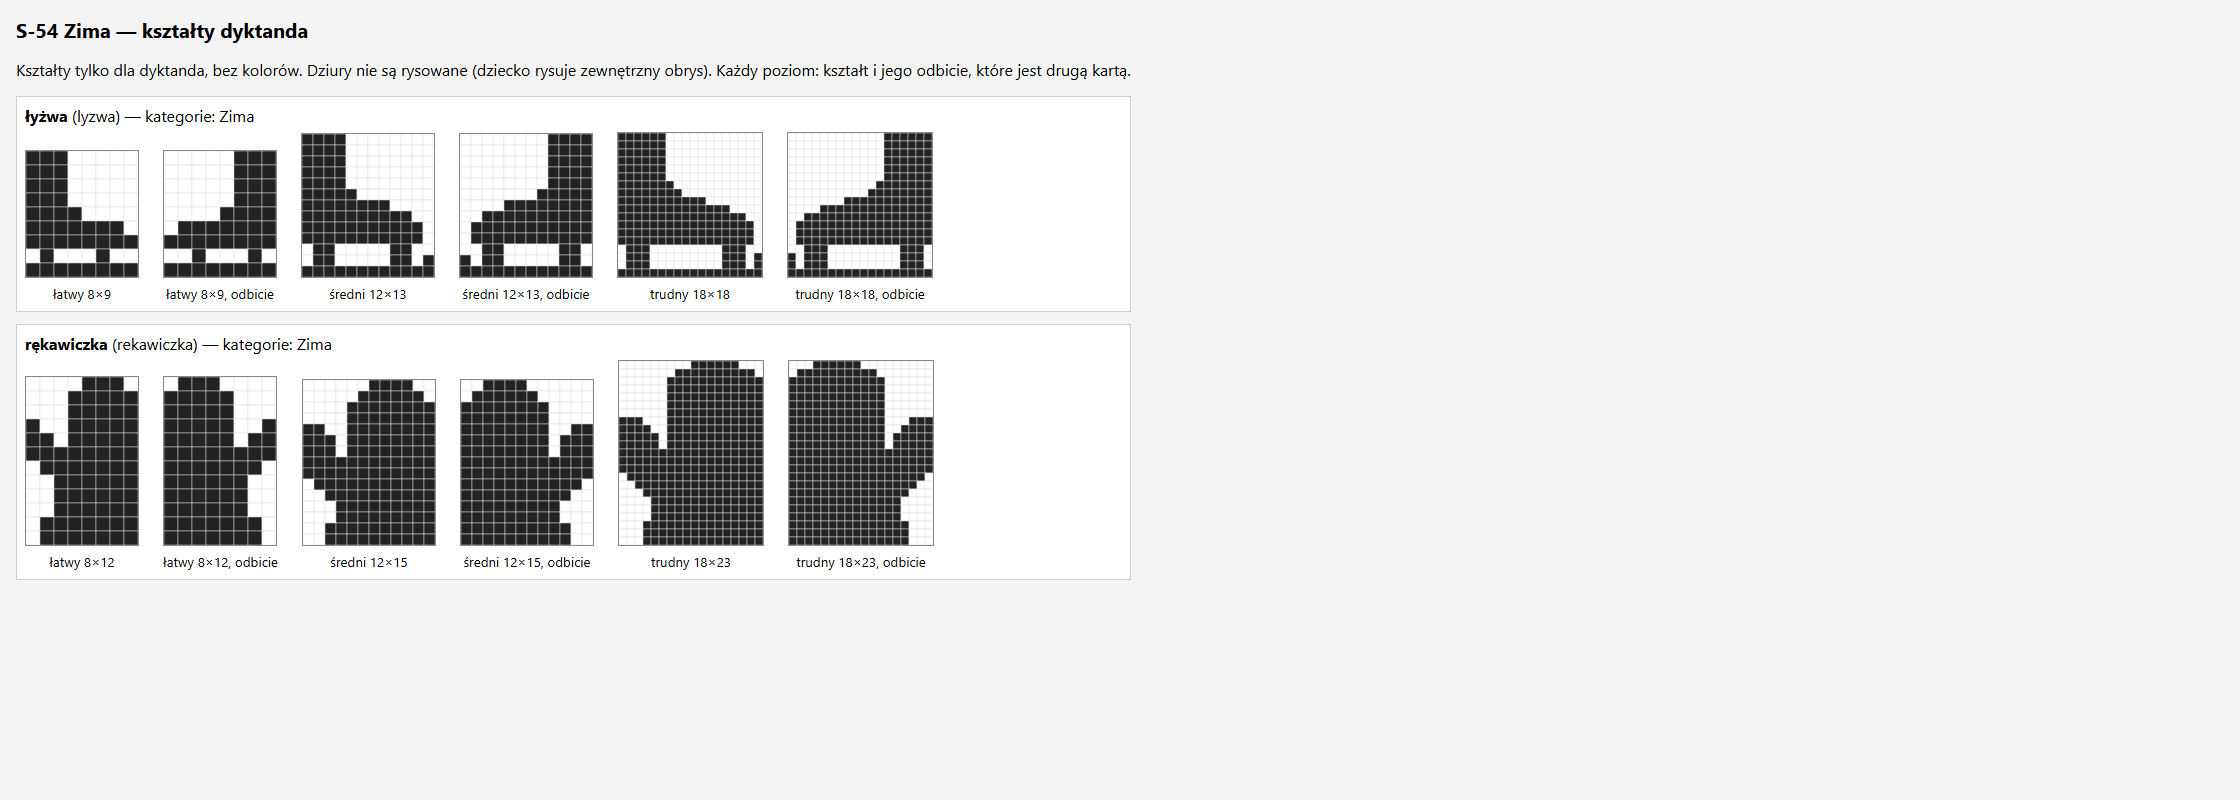 S-54 Zima — kształty dyktanda
Kształty tylko dla dyktanda, bez kolorów. Dziury nie są rysowane (dziecko rysuje zewnętrzny obrys). Każdy poziom: kształt i jego odbicie, które jest drugą kartą.
łyżwa (lyzwa) — kategorie: Zima
łatwy 8×9
łatwy 8×9, odbicie
średni 12×13
średni 12×13, odbicie
trudny 18×18
trudny 18×18, odbicie
rękawiczka (rekawiczka) — kategorie: Zima
łatwy 8×12
łatwy 8×12, odbicie
średni 12×15
średni 12×15, odbicie
trudny 18×23
trudny 18×23, odbicie